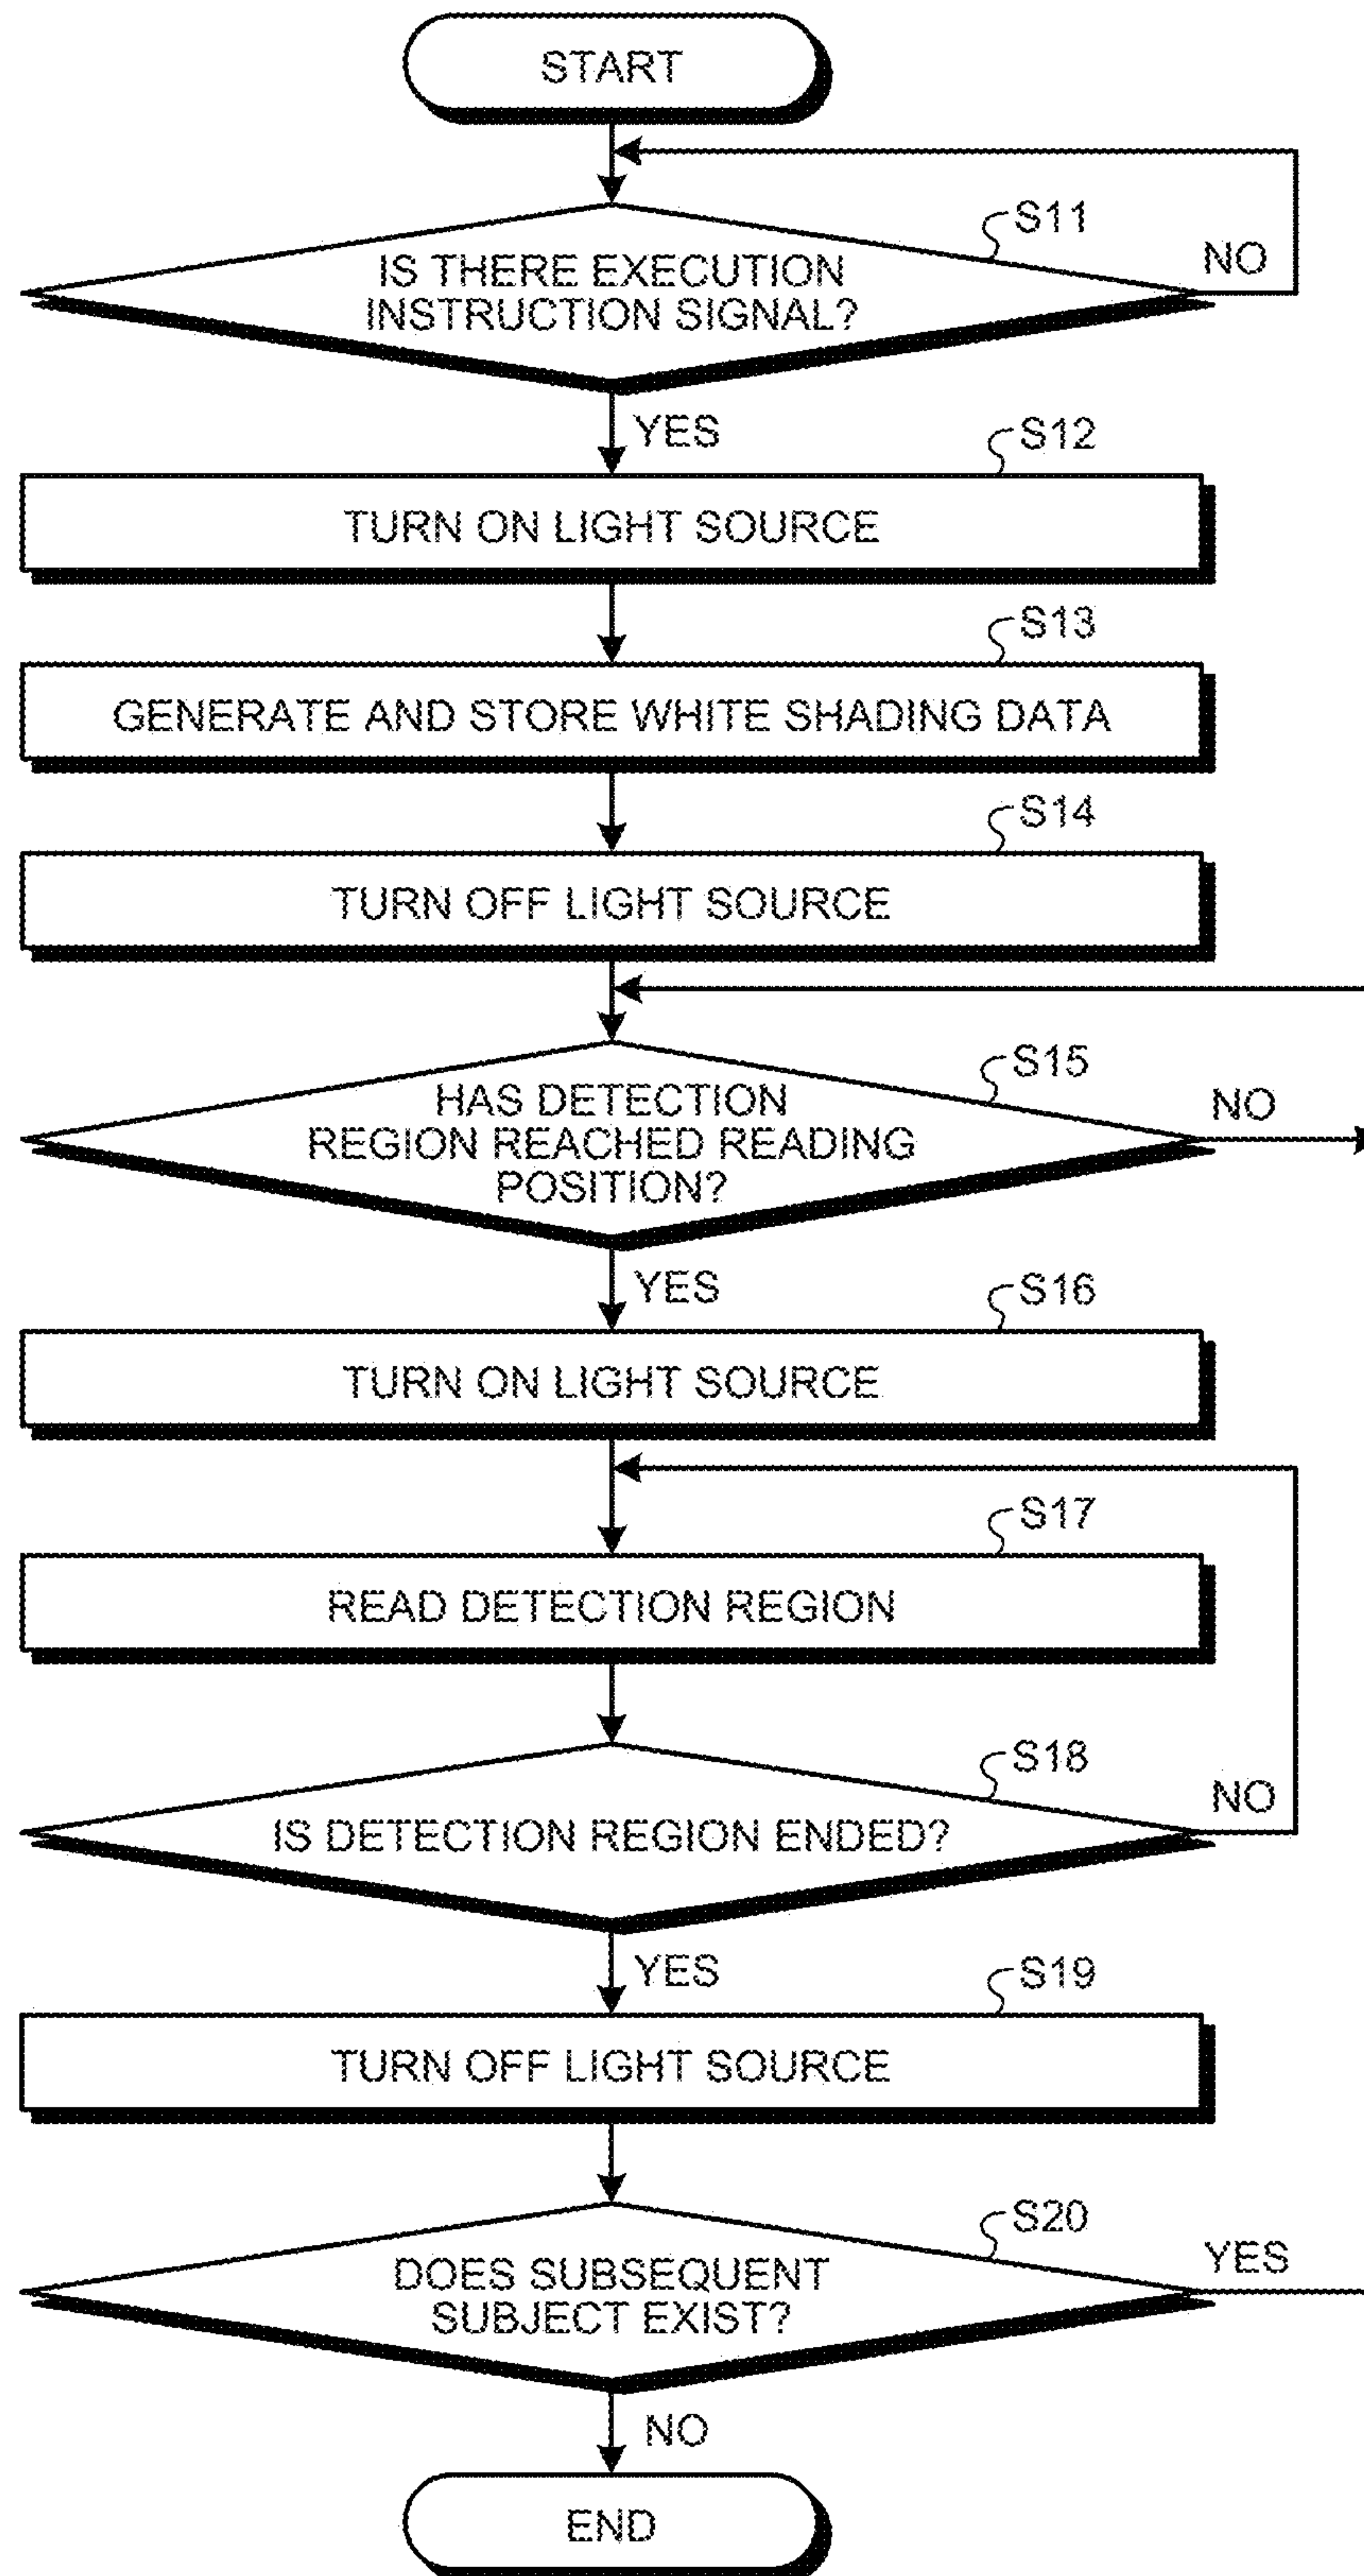 START
S11
IS THERE EXECUTION
INSTRUCTION SIGNAL?
NO
YES
S12
TURN ON LIGHT SOURCE
S13
GENERATE AND STORE WHITE SHADING DATA
S14
TURN OFF LIGHT SOURCE
S15
HAS DETECTION
REGION REACHED READING
POSITION?
NO
YES
S16
TURN ON LIGHT SOURCE
S17
READ DETECTION REGION
S18
IS DETECTION REGION ENDED?
NO
YES
S19
TURN OFF LIGHT SOURCE
S20
DOES SUBSEQUENT
SUBJECT EXIST?
YES
NO
END